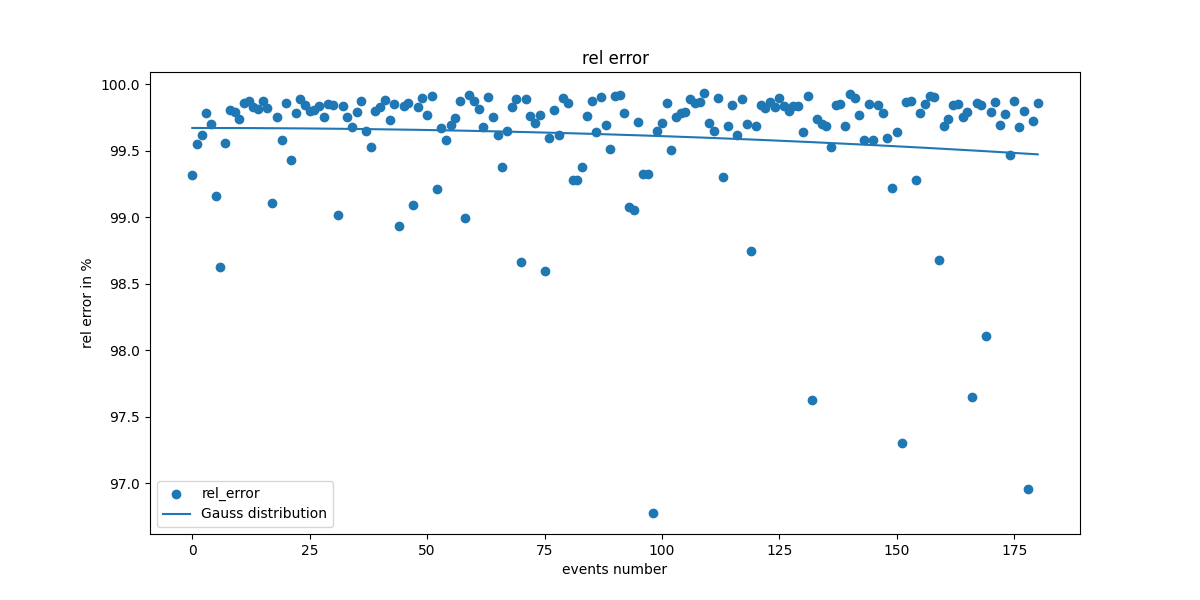 rel error
100.0
99.5
99.0
98.5
98.0
97.5
97.0
rel error in %
rel_error
Gauss distribution
0 25 50 75 100 125 150 175
events number